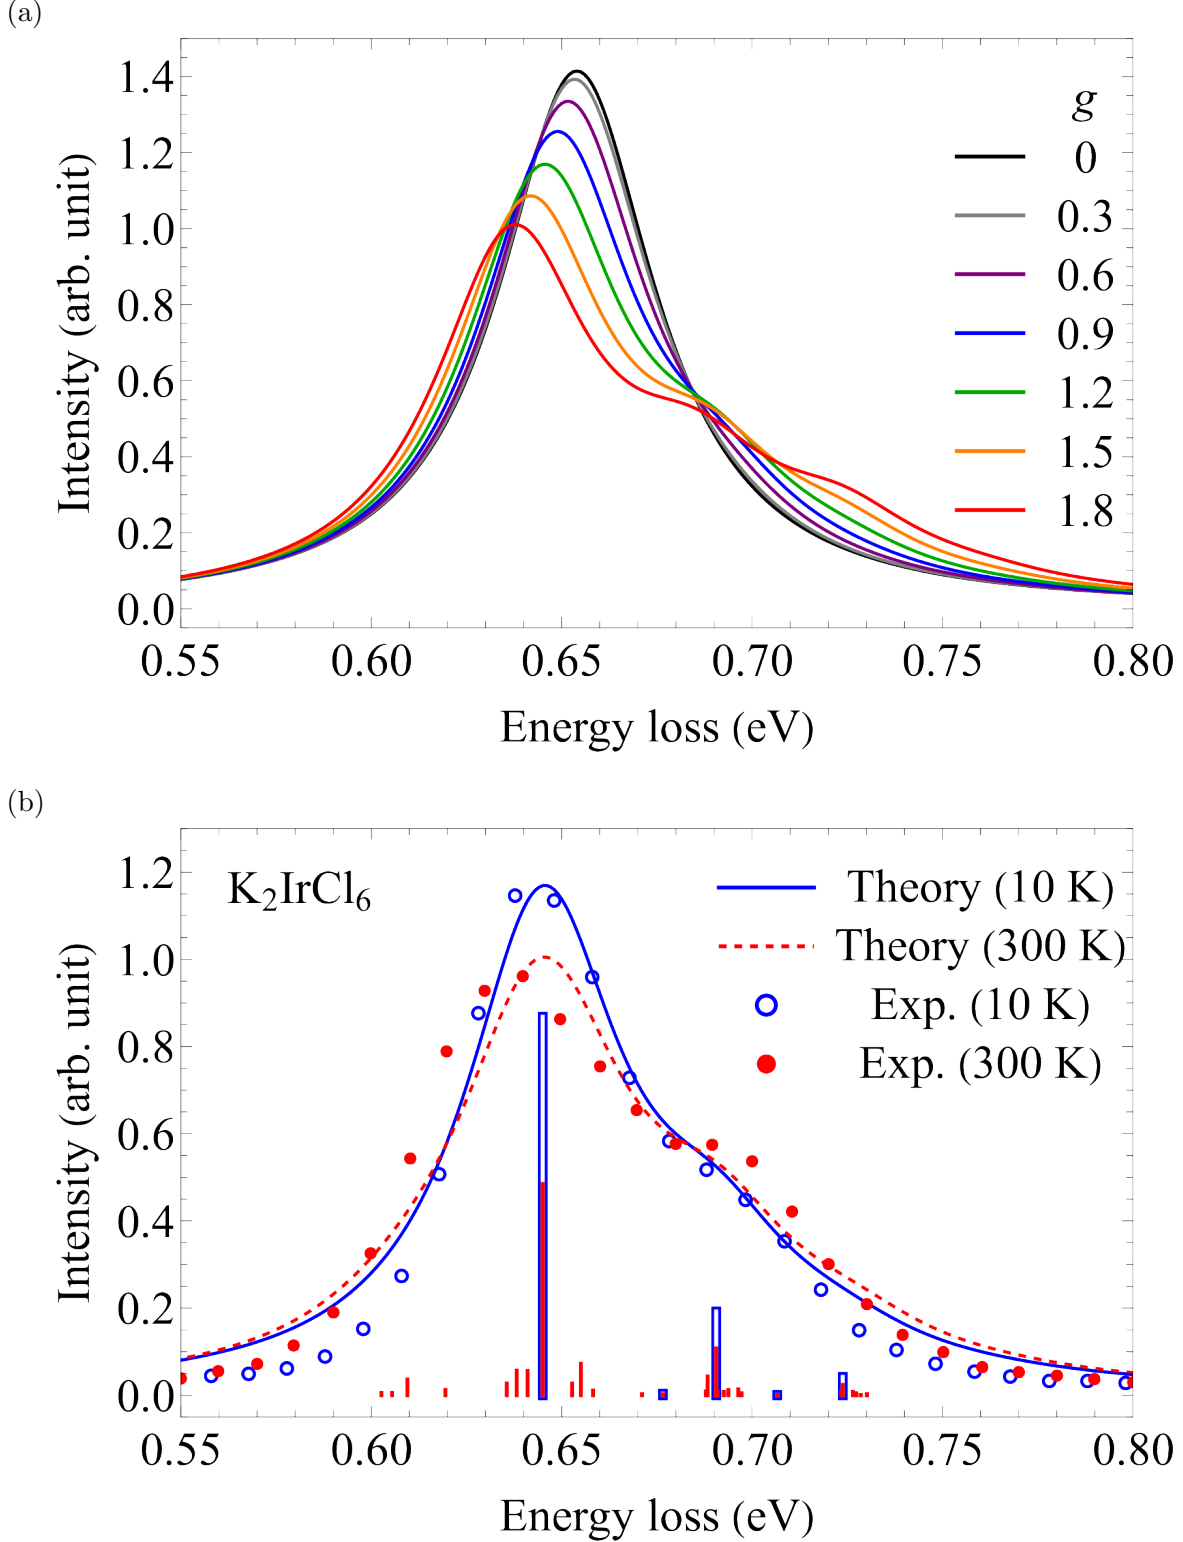 (a)
Intensity (arb. unit)
1.4
1.2
1.0
0.8
0.6
0.4
0.2
0.0
g
0
0.3
0.6
0.9
1.2
1.5
1.8
0.55 0.60 0.65 0.70 0.75 0.80
Energy loss (eV)
(b)
Intensity (arb. unit)
1.2
1.0
0.8
0.6
0.4
0.2
0.0
K₂IrCl₆
Theory (10 K)
Theory (300 K)
Exp. (10 K)
Exp. (300 K)
0.55 0.60 0.65 0.70 0.75 0.80
Energy loss (eV)